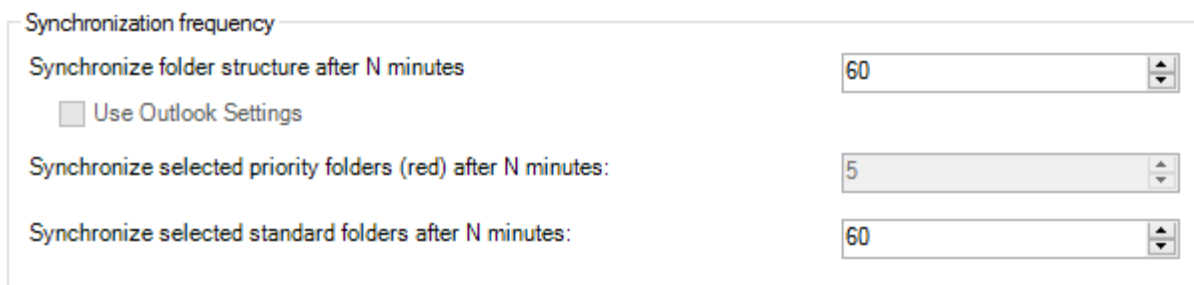 Synchronization frequency
Synchronize folder structure after N minutes 60
Use Outlook Settings
Synchronize selected priority folders (red) after N minutes: 5
Synchronize selected standard folders after N minutes: 60